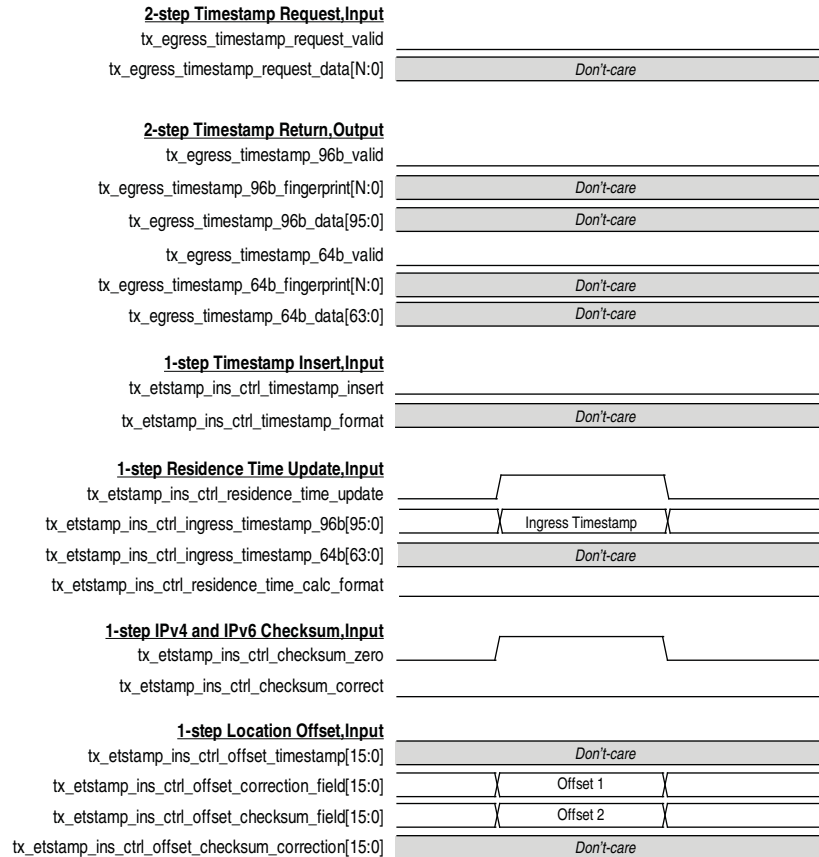 2-step Timestamp Request,Input
tx_egress_timestamp_request_valid
tx_egress_timestamp_request_data[N:0] Don't-care
2-step Timestamp Return,Output
tx_egress_timestamp_96b_valid
tx_egress_timestamp_96b_fingerprint[N:0] Don't-care
tx_egress_timestamp_96b_data[95:0] Don't-care
tx_egress_timestamp_64b_valid
tx_egress_timestamp_64b_fingerprint[N:0] Don't-care
tx_egress_timestamp_64b_data[63:0] Don't-care
1-step Timestamp Insert,Input
tx_etstamp_ins_ctrl_timestamp_insert
tx_etstamp_ins_ctrl_timestamp_format Don't-care
1-step Residence Time Update,Input
tx_etstamp_ins_ctrl_residence_time_update
tx_etstamp_ins_ctrl_ingress_timestamp_96b[95:0] Ingress Timestamp
tx_etstamp_ins_ctrl_ingress_timestamp_64b[63:0] Don't-care
tx_etstamp_ins_ctrl_residence_time_calc_format
1-step IPv4 and IPv6 Checksum,Input
tx_etstamp_ins_ctrl_checksum_zero
tx_etstamp_ins_ctrl_checksum_correct
1-step Location Offset,Input
tx_etstamp_ins_ctrl_offset_timestamp[15:0] Don't-care
tx_etstamp_ins_ctrl_offset_correction_field[15:0] Offset 1
tx_etstamp_ins_ctrl_offset_checksum_field[15:0] Offset 2
tx_etstamp_ins_ctrl_offset_checksum_correction[15:0] Don't-care